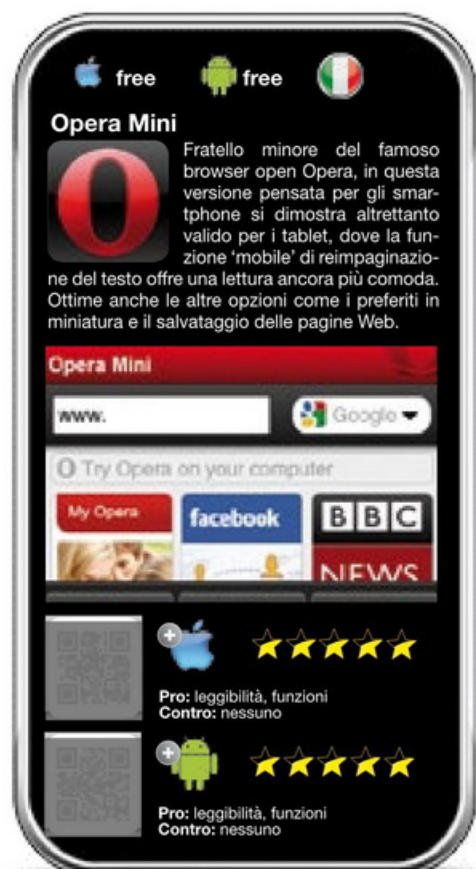 free free
Opera Mini
Fratello minore del famoso
browser open Opera, in questa
versione pensata per gli smar-
tphone si dimostra altrettanto
valido per i tablet, dove la fun-
zione ‘mobile’ di reimpaginazio-
ne del testo offre una lettura ancora più comoda.
Ottime anche le altre opzioni come i preferiti in
miniatura e il salvataggio delle pagine Web.
Opera Mini
www. Google
Try Opera on your computer
My Opera facebook BBC
NEWS
Pro: leggibilità, funzioni
Contro: nessuno
Pro: leggibilità, funzioni
Contro: nessuno